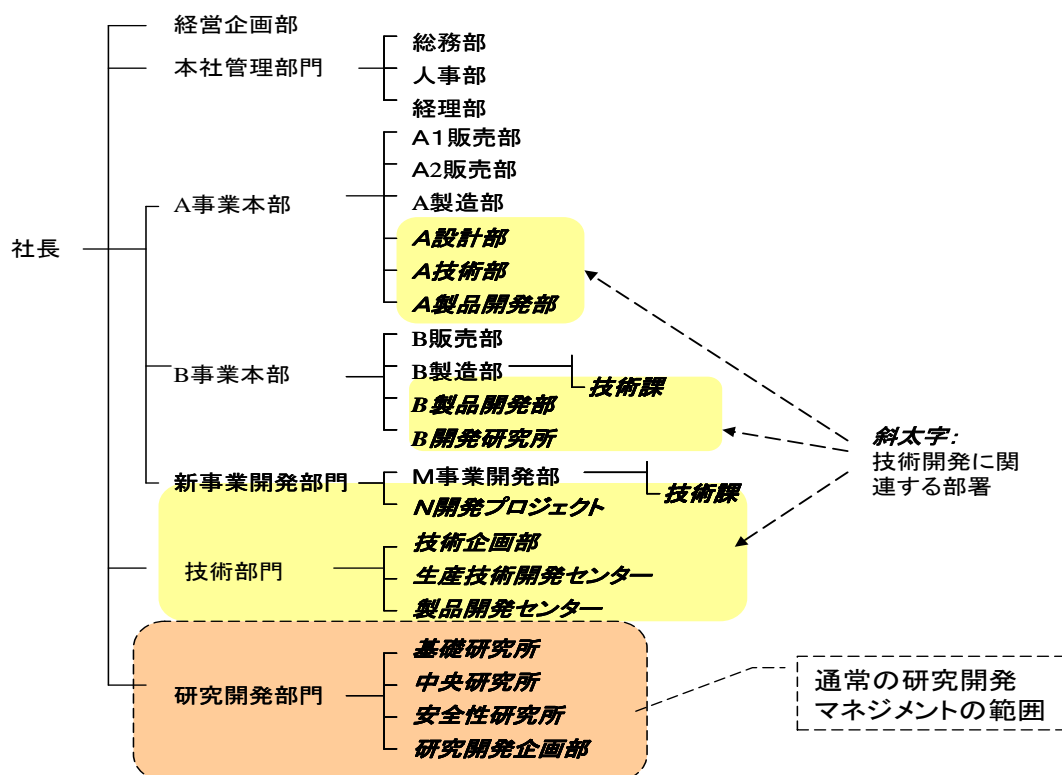 経営企画部
本社管理部門
総務部
人事部
経理部
社長
A事業本部
A1販売部
A2販売部
A製造部
A設計部
A技術部
A製品開発部
B事業本部
B販売部
B製造部
技術課
B製品開発部
B開発研究所
新事業開発部門
M事業開発部
技術課
N開発プロジェクト
技術部門
技術企画部
生産技術開発センター
製品開発センター
研究開発部門
基礎研究所
中央研究所
安全性研究所
研究開発企画部
斜太字:
技術開発に関
連する部署
通常の研究開発
マネジメントの範囲